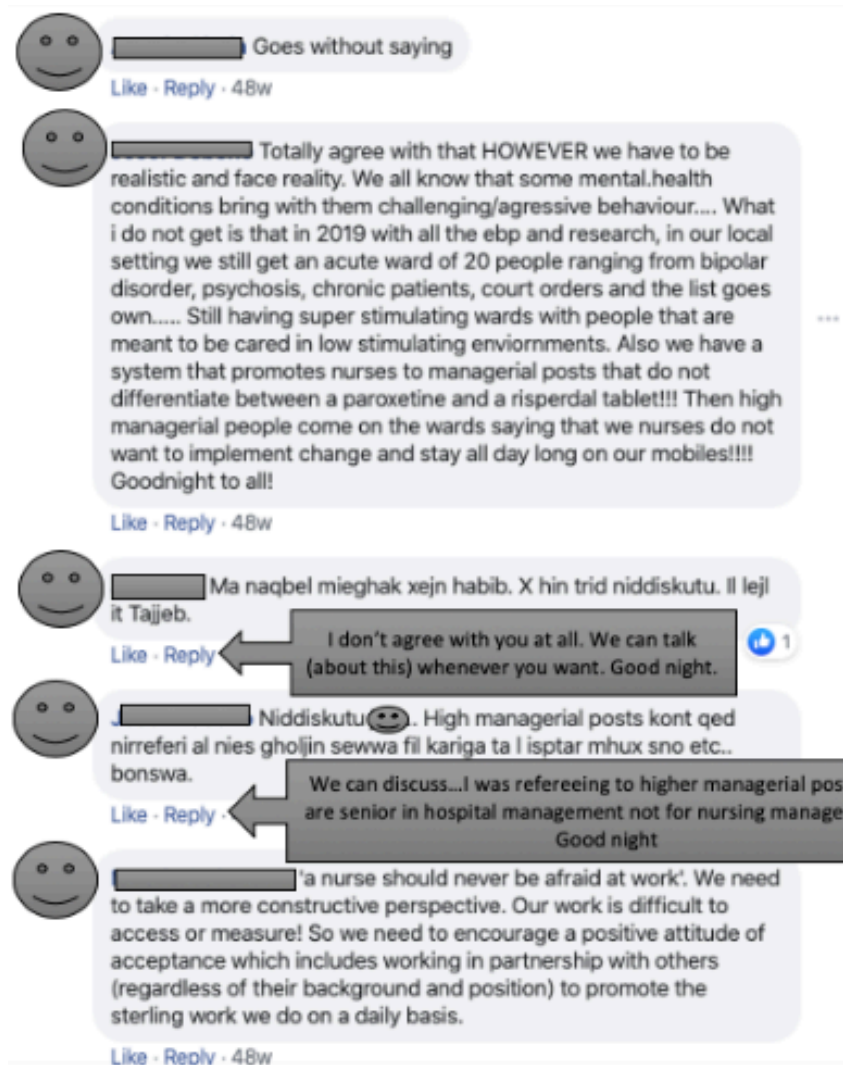 Goes without saying
Like · Reply · 48w
Totally agree with that HOWEVER we have to be
realistic and face reality. We all know that some mental.health
conditions bring with them challenging/agressive behaviour.... What
i do not get is that in 2019 with all the ebp and research, in our local
setting we still get an acute ward of 20 people ranging from bipolar
disorder, psychosis, chronic patients, court orders and the list goes
own..... Still having super stimulating wards with people that are
meant to be cared in low stimulating enviornments. Also we have a
system that promotes nurses to managerial posts that do not
differentiate between a paroxetine and a risperdal tablet!!! Then high
managerial people come on the wards saying that we nurses do not
want to implement change and stay all day long on our mobiles!!!!
Goodnight to all!
Like · Reply · 48w
Ma naqbel mieghak xejn habib. X hin trid niddiskutu. Il lejl
it Tajjeb.
Like · Reply
I don't agree with you at all. We can talk
(about this) whenever you want. Good night.
1
Niddiskutu.. High managerial posts kont qed
nirreferi al nies gholjin sewwa fil kariga ta l isptar mhux sno etc..
bonswa.
Like · Reply ·
We can discuss...I was refereeing to higher managerial pos
are senior in hospital management not for nursing manage
Good night
'a nurse should never be afraid at work'. We need
to take a more constructive perspective. Our work is difficult to
access or measure! So we need to encourage a positive attitude of
acceptance which includes working in partnership with others
(regardless of their background and position) to promote the
sterling work we do on a daily basis.
Like · Reply · 48w